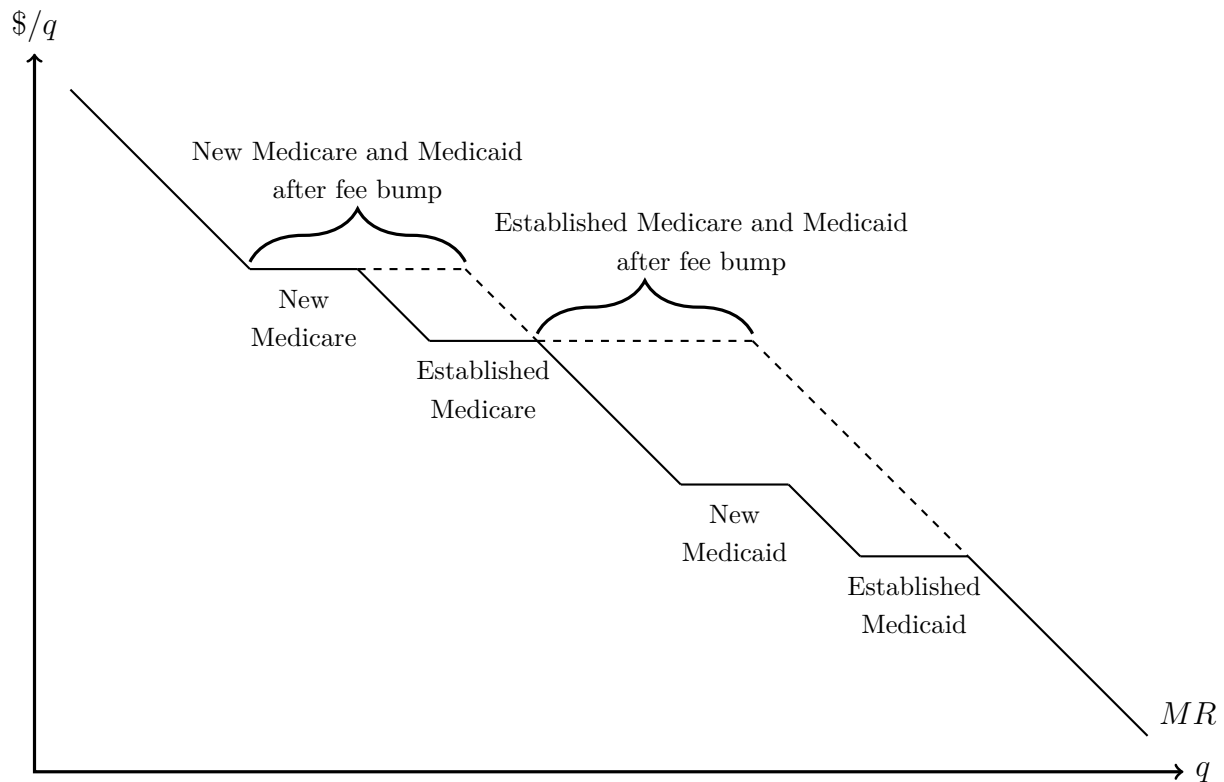 $/q
New Medicare and Medicaid
after fee bump
Established Medicare and Medicaid
after fee bump
New
Medicare
Established
Medicare
New
Medicaid
Established
Medicaid
MR
q